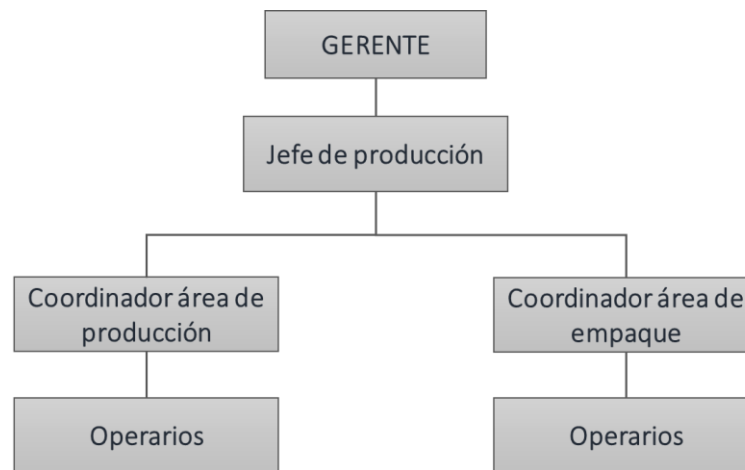 GERENTE
Jefe de producción
Coordinador área de
producción
Coordinador área de
empaque
Operarios
Operarios